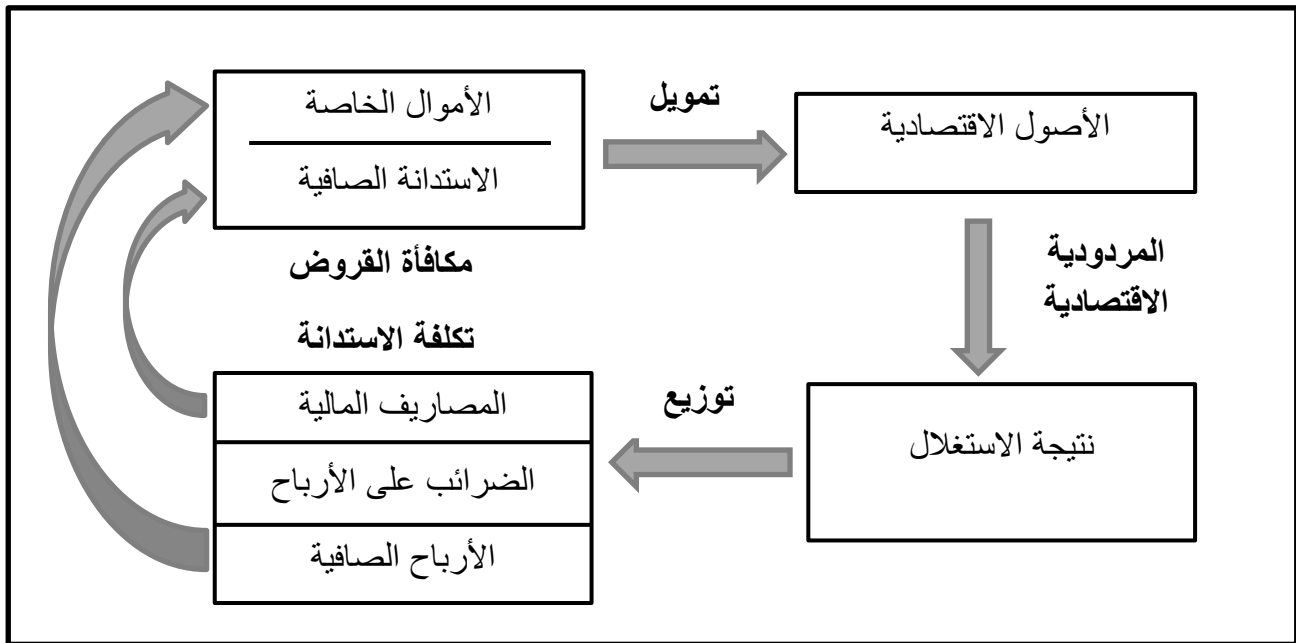 الأموال الخاصة
الاستدانة الصافية
تمويل
الأصول الاقتصادية
المردودية
الاقتصادية
مكافأة القروض
تكلفة الاستدانة
نتيجة الاستغلال
توزيع
المصاريف المالية
الضرائب على الأرباح
الأرباح الصافية